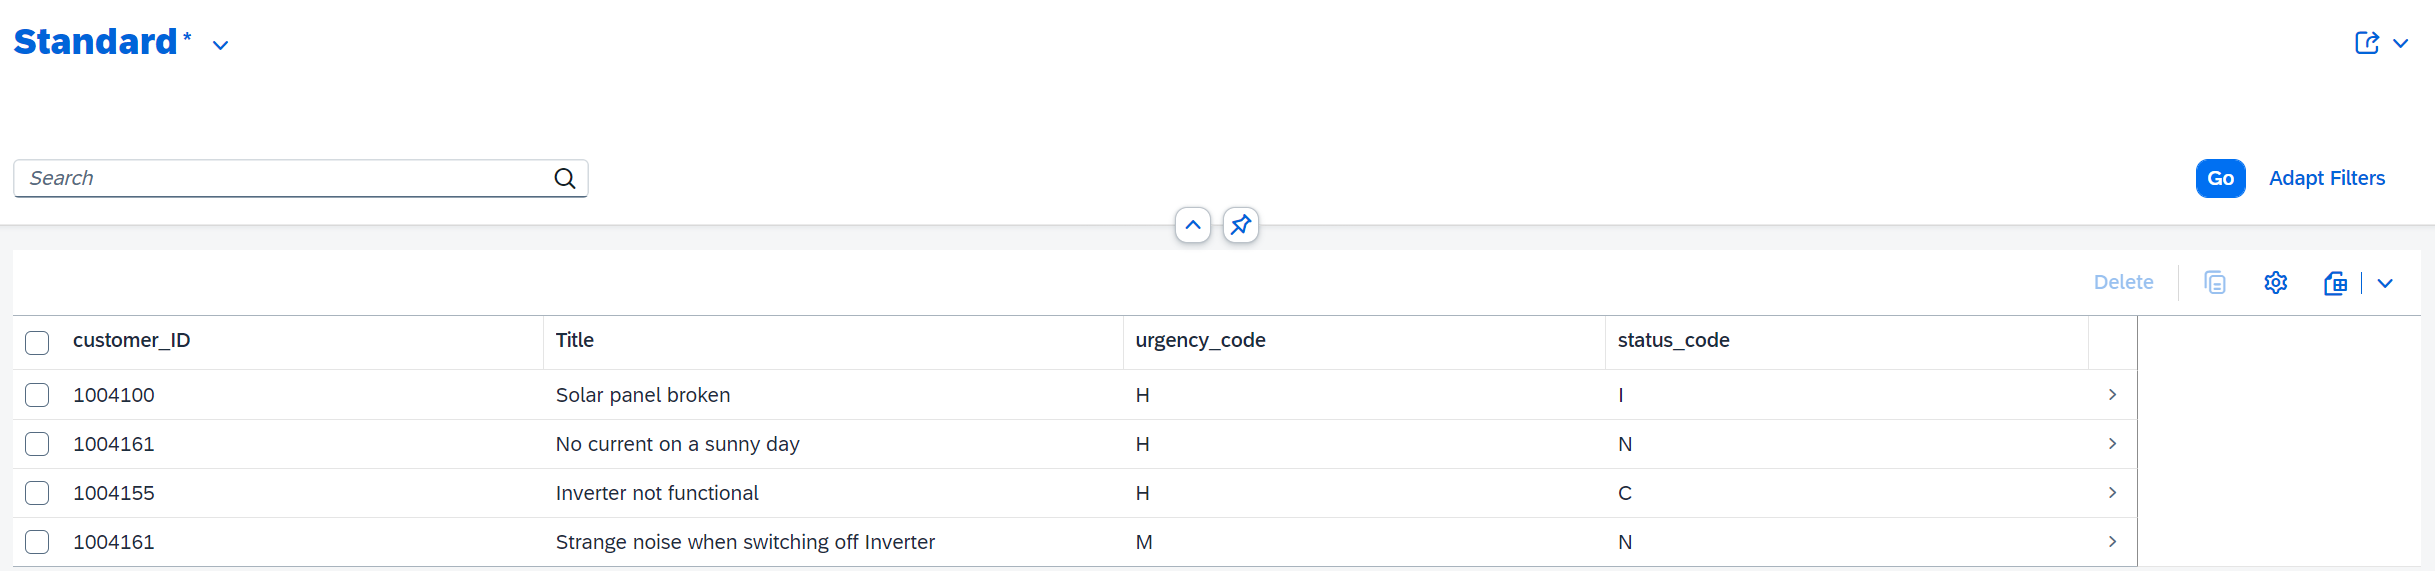 Standard*
Search
Go Adapt Filters
Delete
customer_ID Title urgency_code status_code
1004100 Solar panel broken H I
1004161 No current on a sunny day H N
1004155 Inverter not functional H C
1004161 Strange noise when switching off Inverter M N